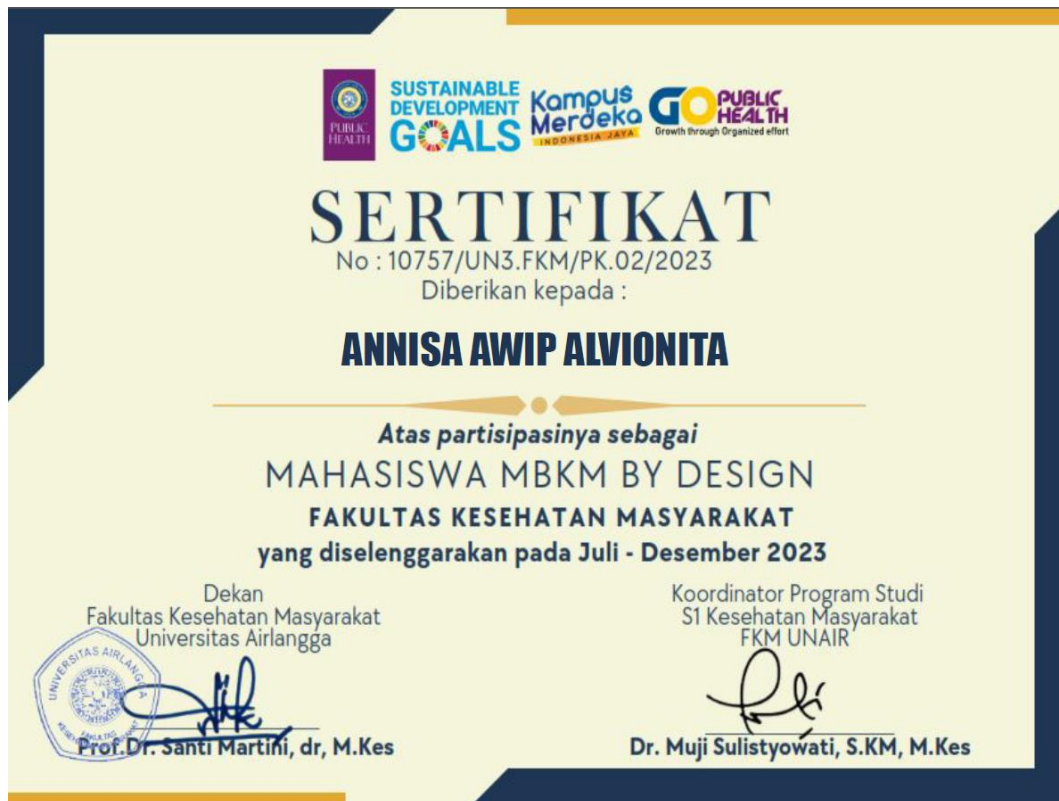 PUBLIC
HEALTH
SUSTAINABLE
DEVELOPMENT
GOALS
Kampus
Merdeka
INDONESIA JAYA
GO PUBLIC
HEALTH
Growth through Organized effort
SERTIFIKAT
No : 10757/UN3.FKM/PK.02/2023
Diberikan kepada :
ANNISA AWIP ALVIONITA
Atas partisipasinya sebagai
MAHASISWA MBKM BY DESIGN
FAKULTAS KESEHATAN MASYARAKAT
yang diselenggarakan pada Juli - Desember 2023
Dekan
Fakultas Kesehatan Masyarakat
Universitas Airlangga
UNIVERSITAS AIRLANGGA
FAKULTAS
KESEHATAN MASYARAKAT
Prof.Dr. Santi Martini, dr, M.Kes
Koordinator Program Studi
S1 Kesehatan Masyarakat
FKM UNAIR
Dr. Muji Sulistyowati, S.KM, M.Kes